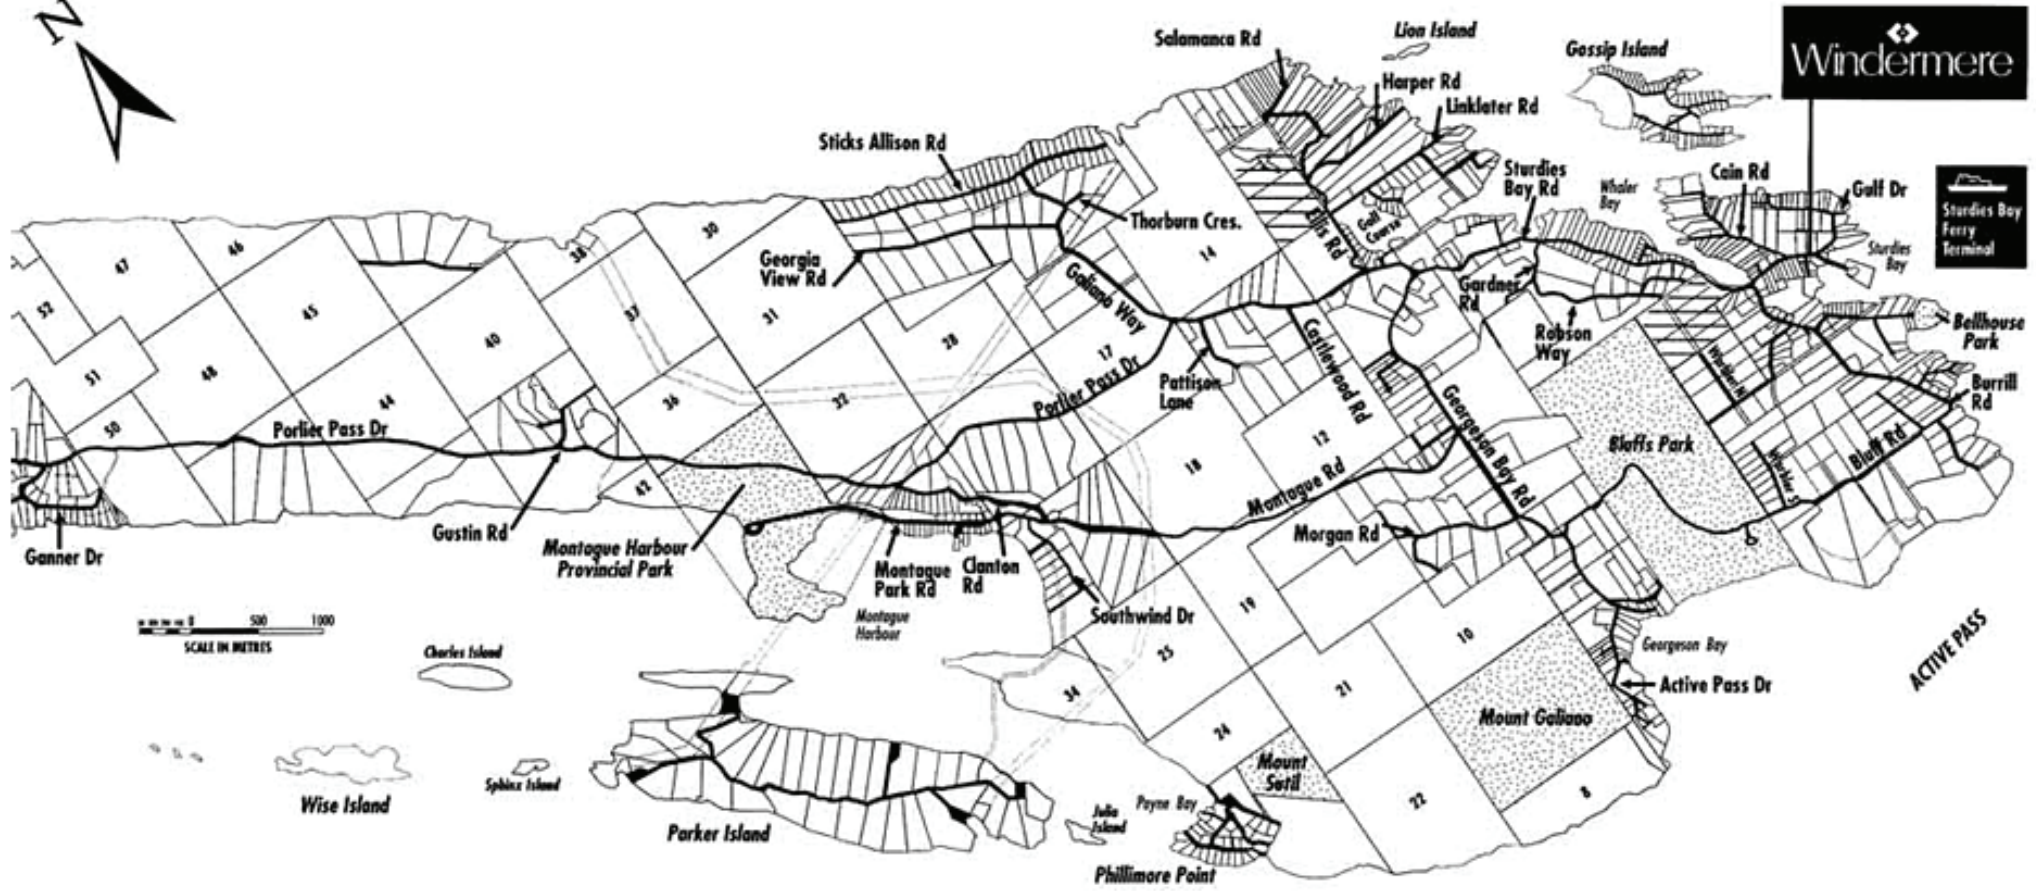 N
Salamanca Rd
Lion Island
Gossip Island
Windermere
Harper Rd
Linklater Rd
Sticks Allison Rd
Sturdies
Bay Rd
Whaler
Bay
Cain Rd
Gulf Dr
Sturdies Bay
Ferry
Terminal
Thorburn Cres.
Ellis Rd
Golf
Course
Sturdies
Bay
Georgia
View Rd
Galiano Way
Gardner
Rd
Robson
Way
Bellhouse
Park
47
46
38
30
14
52
45
37
31
28
17
51
48
40
36
32
50
44
42
18
12
Porlier Pass Dr
Porlier Pass Dr
Pattison
Lane
Castlewood Rd
Georgeson Bay Rd
Burrill
Rd
Bluffs Park
Bluff Rd
Montague Rd
Morgan Rd
Ganner Dr
Gustin Rd
Montague Harbour
Provincial Park
Montague
Park Rd
Clanton
Rd
Montague
Harbour
Southwind Dr
19
10
25
21
34
24
22
8
0 500 1000
SCALE IN METRES
Charles Island
Georgeson Bay
Active Pass Dr
ACTIVE PASS
Mount Galiano
Mount
Sutil
Wise Island
Sphinx Island
Parker Island
Julia
Island
Payne Bay
Phillimore Point